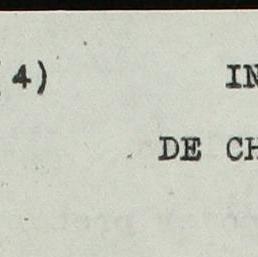 4) IN
DE CH